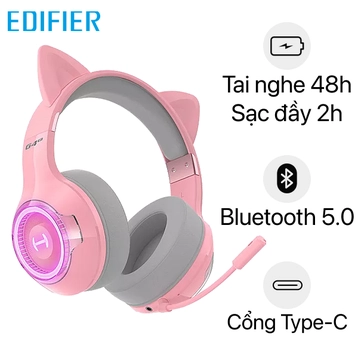 EDIFIER
Tai nghe 48h
Sạc đầy 2h
Bluetooth 5.0
Cổng Type-C